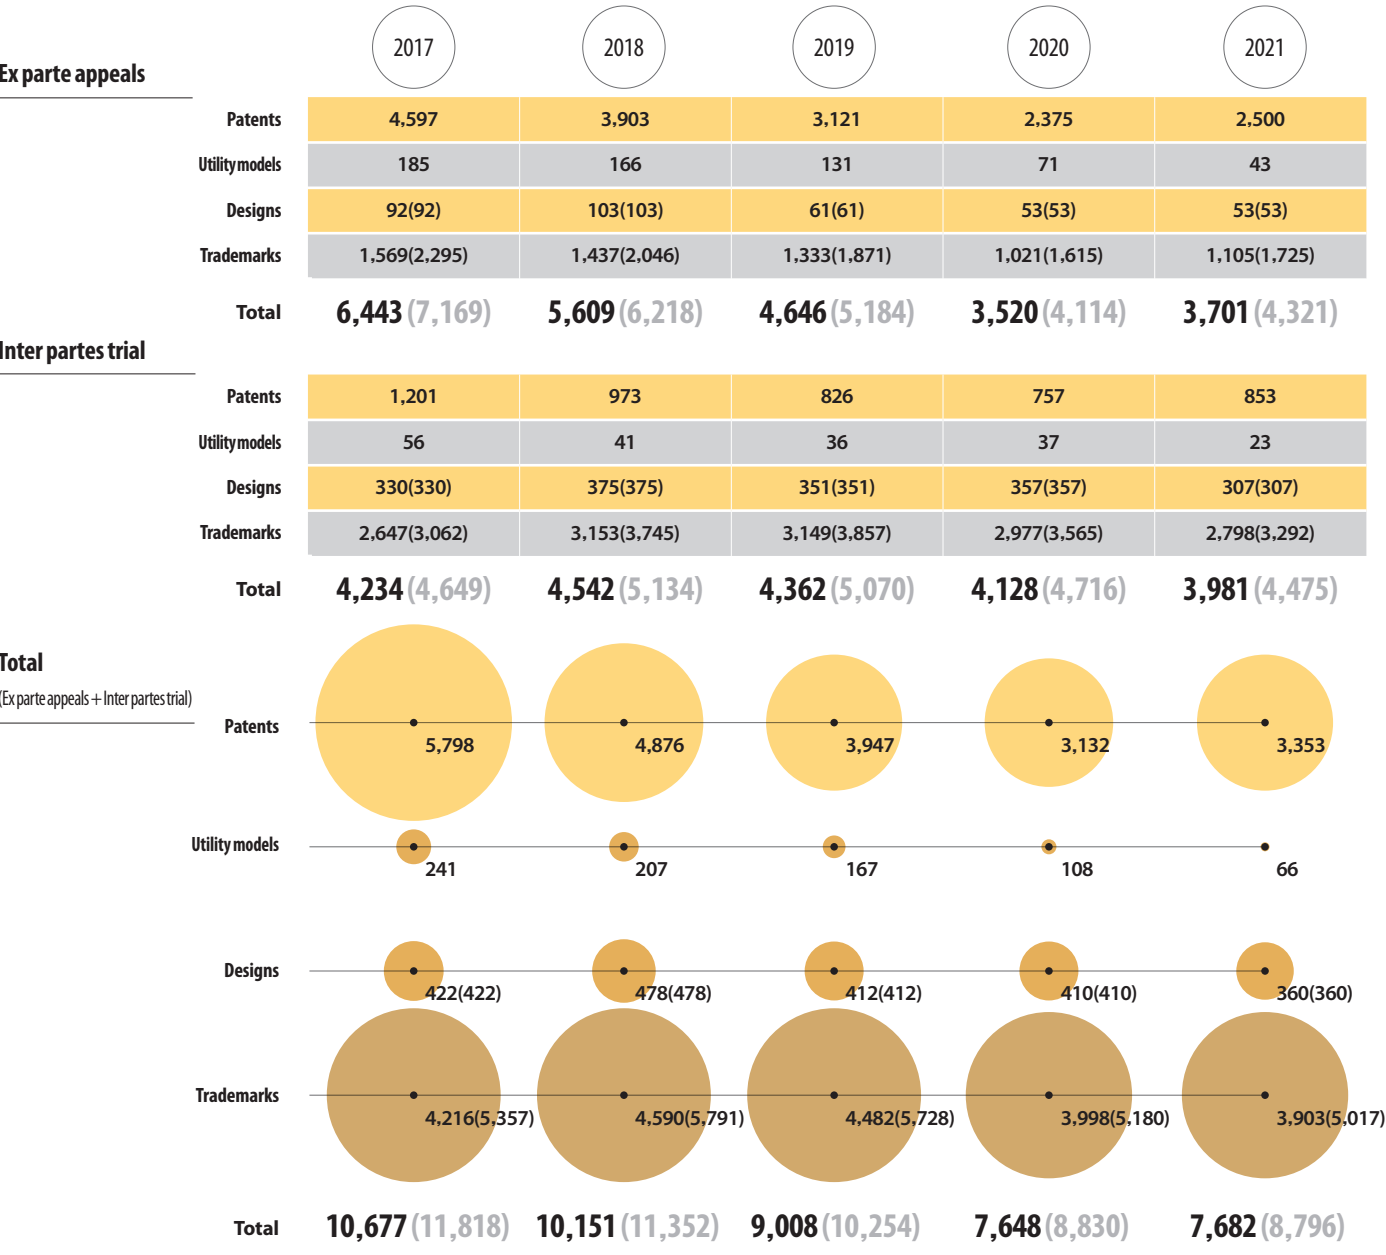 2017 2018 2019 2020 2021
Ex parte appeals
Patents 4,597 3,903 3,121 2,375 2,500
Utility models 185 166 131 71 43
Designs 92(92) 103(103) 61(61) 53(53) 53(53)
Trademarks 1,569(2,295) 1,437(2,046) 1,333(1,871) 1,021(1,615) 1,105(1,725)
Total 6,443 (7,169) 5,609 (6,218) 4,646 (5,184) 3,520 (4,114) 3,701 (4,321)
Inter partes trial
Patents 1,201 973 826 757 853
Utility models 56 41 36 37 23
Designs 330(330) 375(375) 351(351) 357(357) 307(307)
Trademarks 2,647(3,062) 3,153(3,745) 3,149(3,857) 2,977(3,565) 2,798(3,292)
Total 4,234 (4,649) 4,542 (5,134) 4,362 (5,070) 4,128 (4,716) 3,981 (4,475)
Total
(Ex parte appeals + Inter partes trial)
Patents 5,798 4,876 3,947 3,132 3,353
Utility models 241 207 167 108 66
Designs 422(422) 478(478) 412(412) 410(410) 360(360)
Trademarks 4,216(5,357) 4,590(5,791) 4,482(5,728) 3,998(5,180) 3,903(5,017)
Total 10,677 (11,818) 10,151 (11,352) 9,008 (10,254) 7,648 (8,830) 7,682 (8,796)